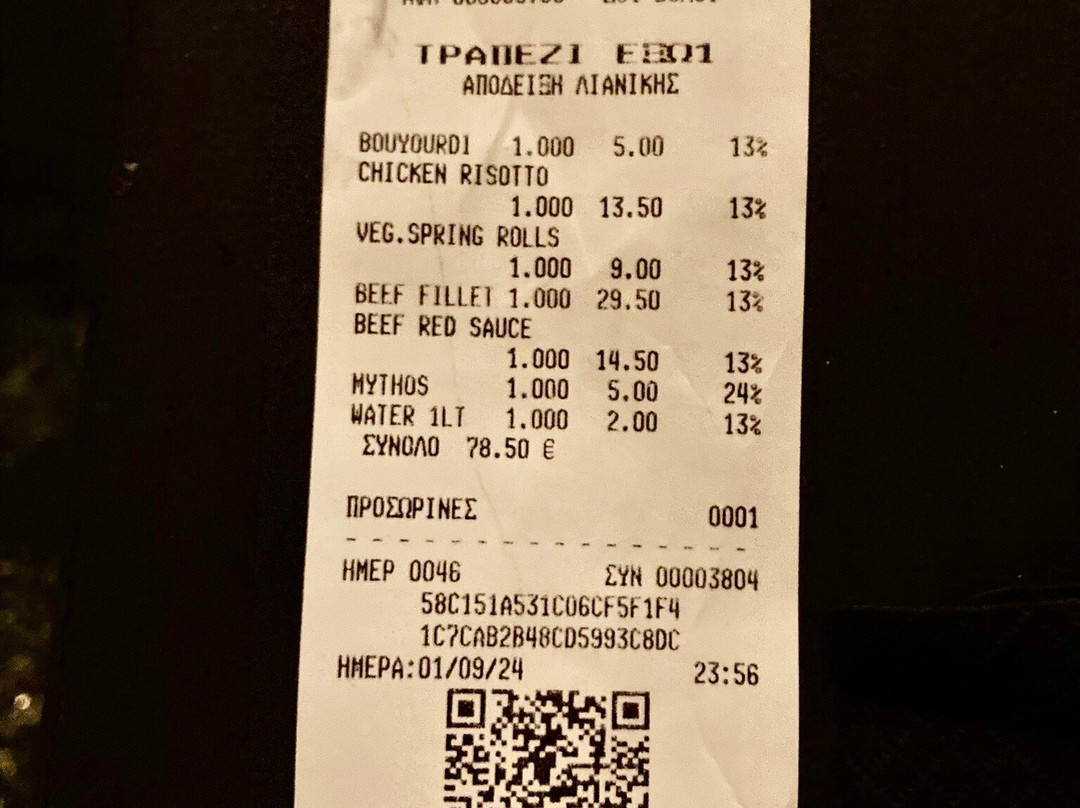 ΤΡΑΠΕΖΙ ΕΞΩ1
ΑΠΟΔΕΙΞΗ ΛΙΑΝΙΚΗΣ
BOUYOURDI 1.000 5.00 13%
CHICKEN RISOTTO
1.000 13.50 13%
VEG.SPRING ROLLS
1.000 9.00 13%
BEEF FILLET 1.000 29.50 13%
BEEF RED SAUCE
1.000 14.50 13%
MYTHOS 1.000 5.00 24%
WATER 1LT 1.000 2.00 13%
ΣΥΝΟΛΟ 78.50 €
ΠΡΟΣΩΡΙΝΕΣ 0001
ΗΜΕΡ 0046 ΣΥΝ 00003804
58C151A531C06CF5F1F4
1C7CAB2B48CD5993C8DC
ΗΜΕΡΑ:01/09/24 23:56